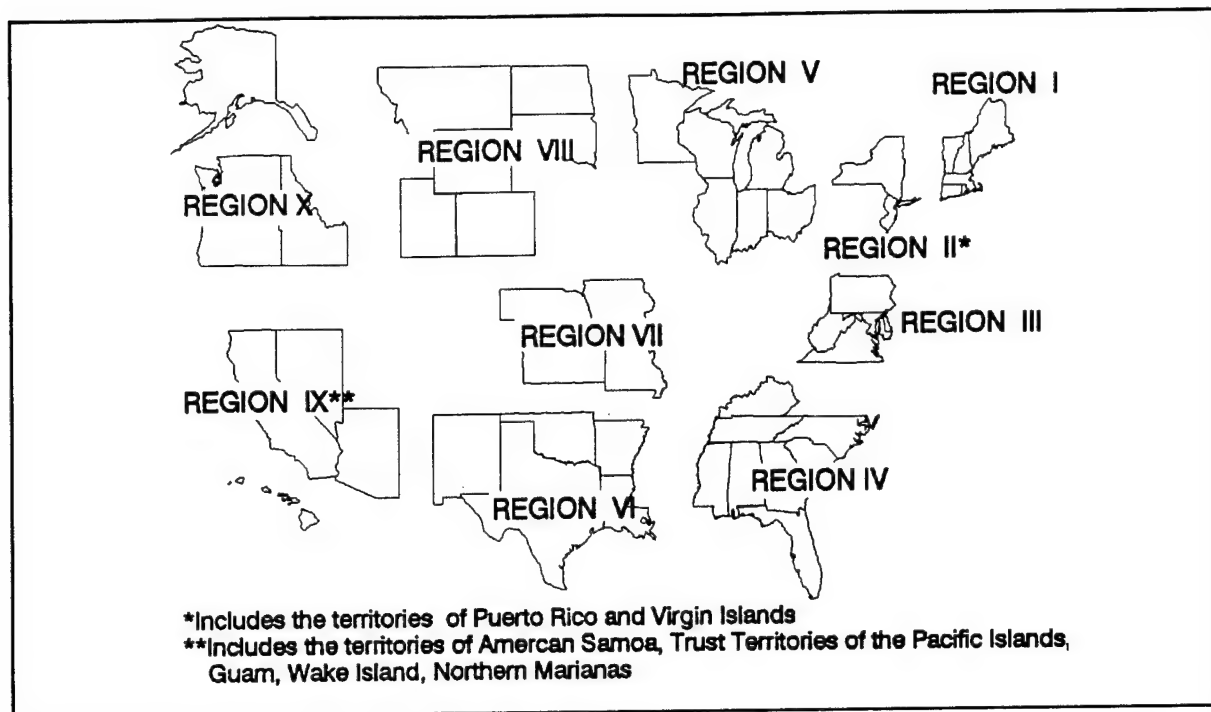 REGION V
REGION I
REGION VIII
REGION X
REGION II*
REGION III
REGION VII
REGION IX**
REGION IV
REGION VI
*Includes the territories of Puerto Rico and Virgin Islands
**Includes the territories of Amercan Samoa, Trust Territories of the Pacific Islands,
Guam, Wake Island, Northern Marianas